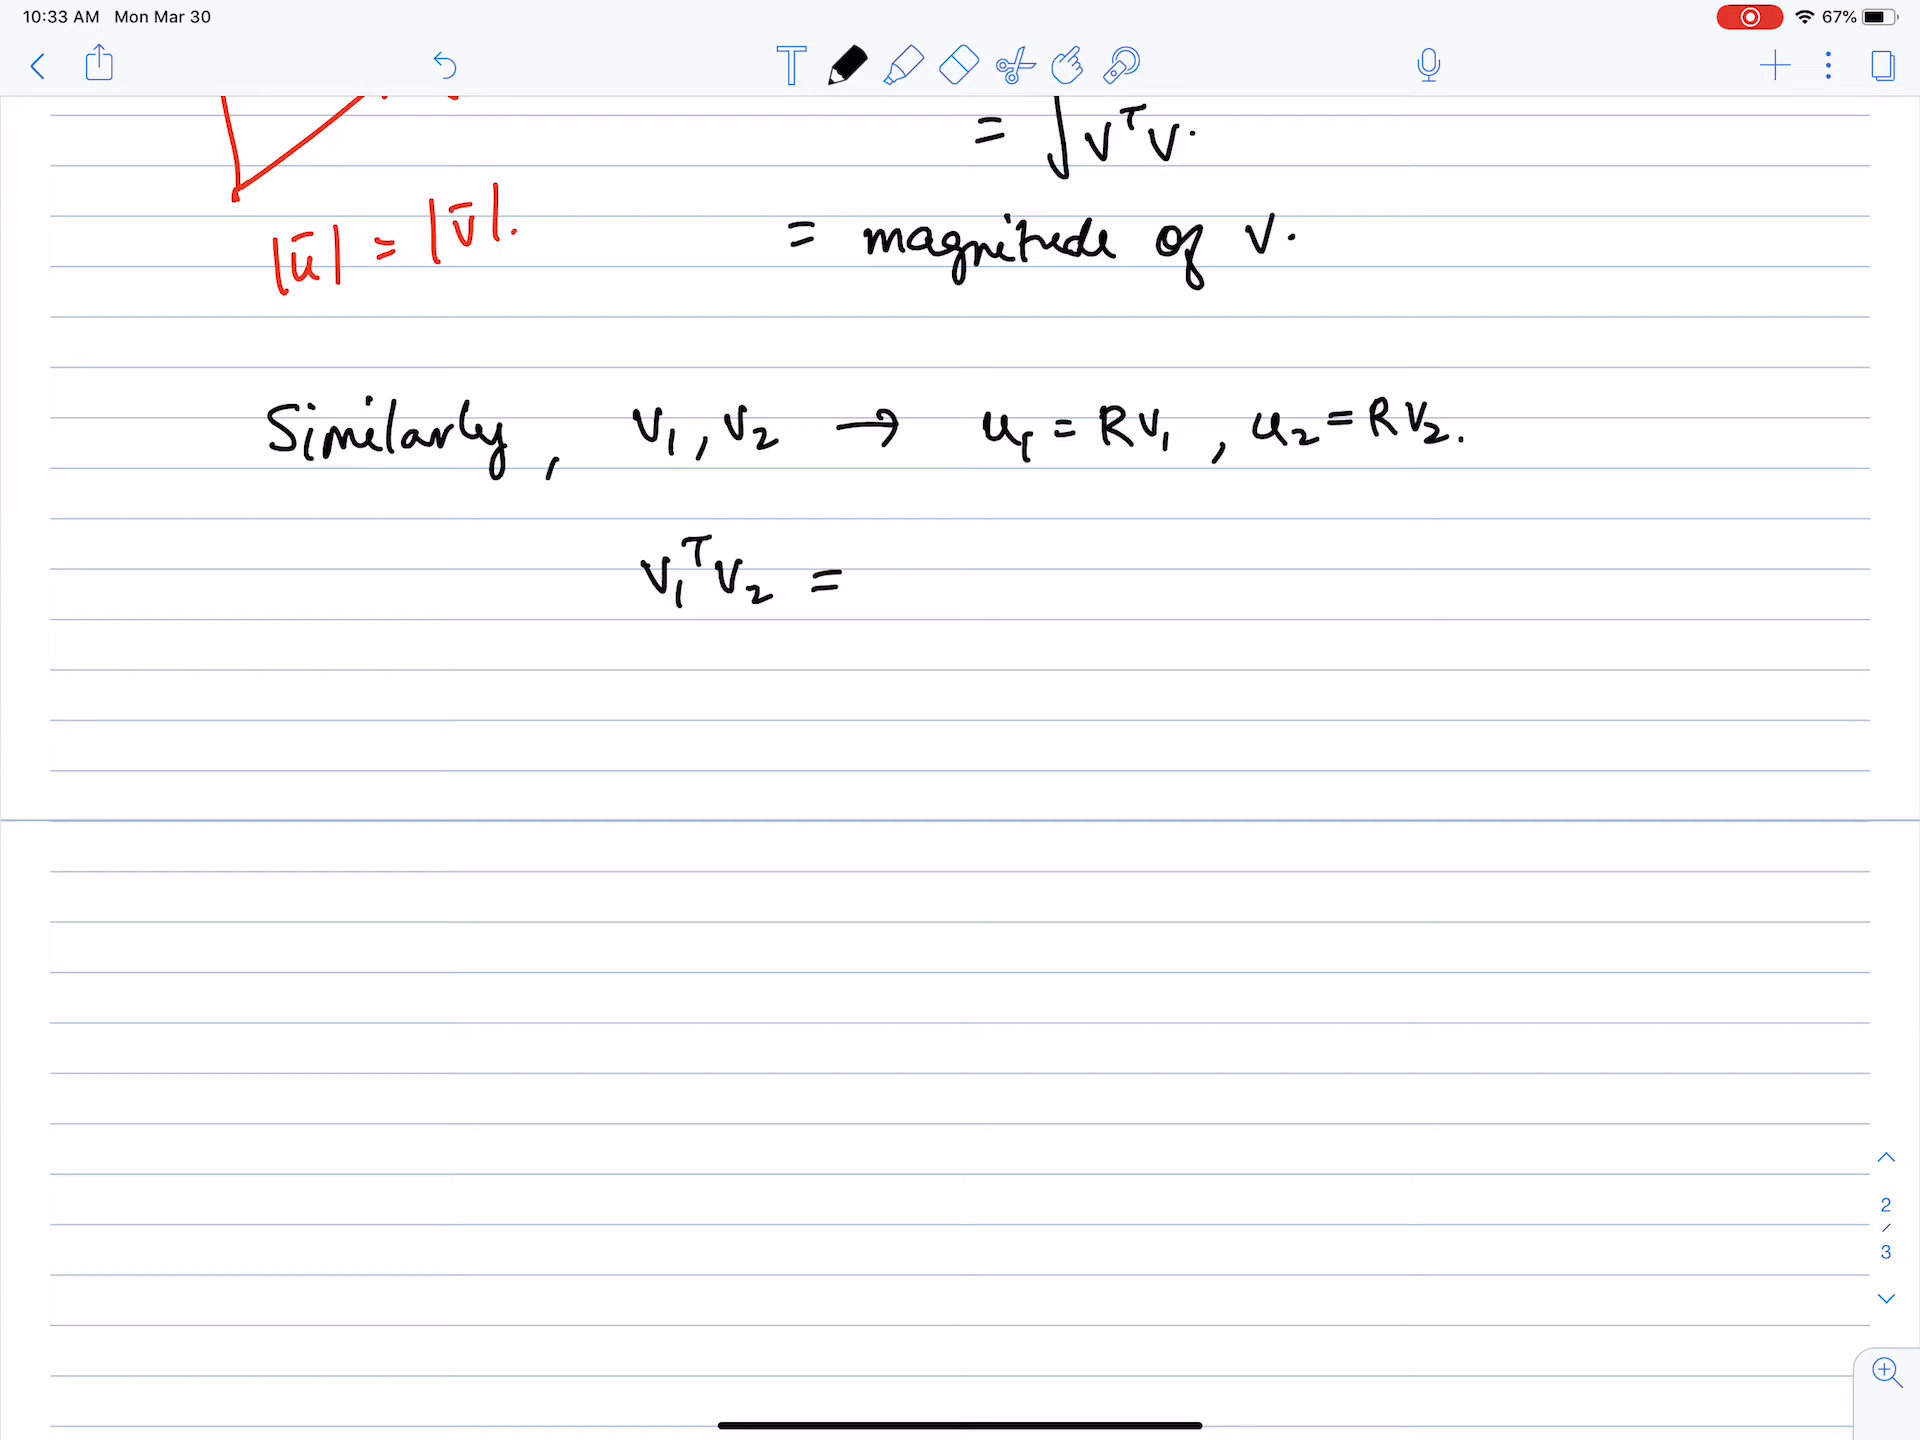 10:33 AM Mon Mar 30
67%
T
= √vᵀv.
|ū| = |v̄|.
= magnitude of v.
Similarly, v₁, v₂ → u₁ = Rv₁, u₂ = Rv₂.
v₁ᵀv₂ =
2
/
3